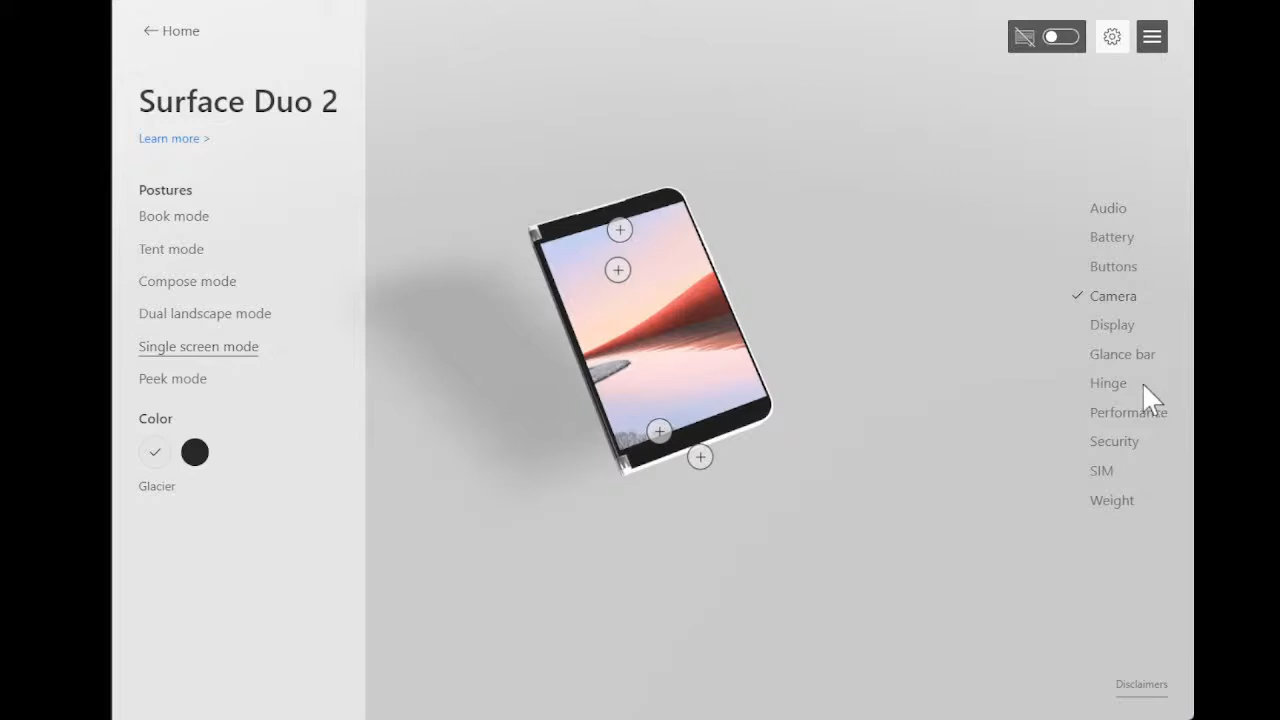 Home
Surface Duo 2
Learn more >
Postures
Book mode
Tent mode
Compose mode
Dual landscape mode
Single screen mode
Peek mode
Color
Glacier
Audio
Battery
Buttons
Camera
Display
Glance bar
Hinge
Performance
Security
SIM
Weight
Disclaimers